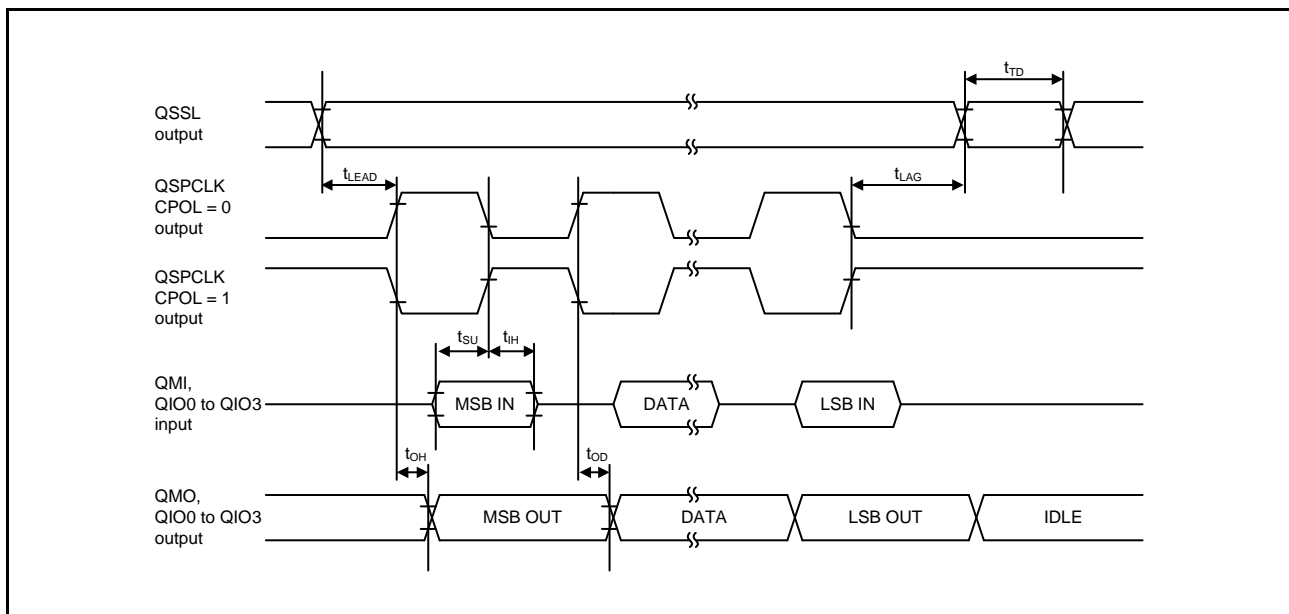 tTD
QSSL
output
tLEAD
tLAG
QSPCLK
CPOL = 0
output
QSPCLK
CPOL = 1
output
tSU
tIH
QMI,
QIO0 to QIO3
input
MSB IN
DATA
LSB IN
tOH
tOD
QMO,
QIO0 to QIO3
output
MSB OUT
DATA
LSB OUT
IDLE